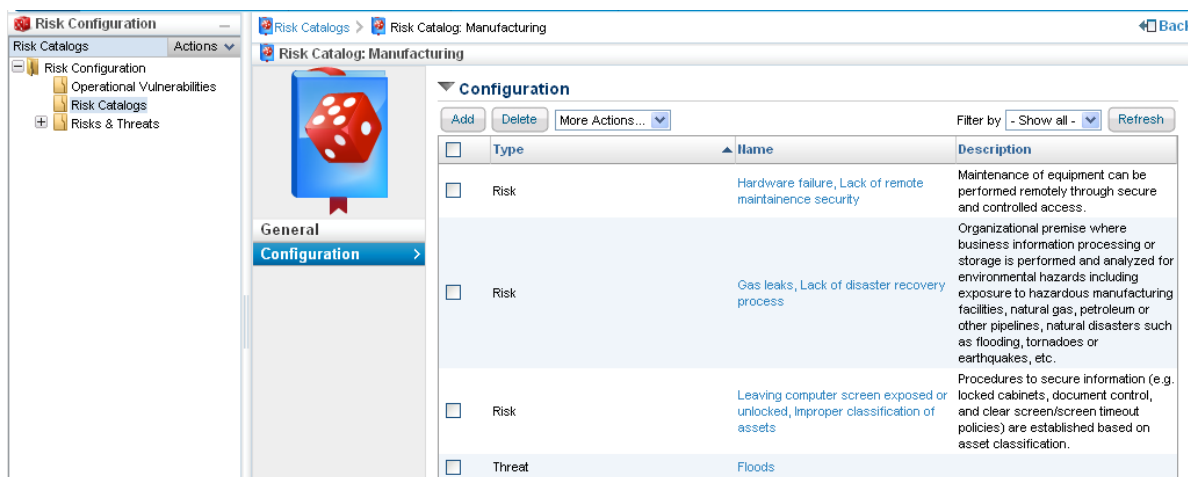 Risk Configuration
Risk Catalogs
Actions
Risk Configuration
Operational Vulnerabilities
Risk Catalogs
Risks & Threats
Risk Catalogs > Risk Catalog: Manufacturing
Back
Risk Catalog: Manufacturing
General
Configuration
Configuration
Add
Delete
More Actions...
Filter by
- Show all -
Refresh
Type
Name
Description
Risk
Hardware failure, Lack of remote
maintainence security
Maintenance of equipment can be
performed remotely through secure
and controlled access.
Risk
Gas leaks, Lack of disaster recovery
process
Organizational premise where
business information processing or
storage is performed and analyzed for
environmental hazards including
exposure to hazardous manufacturing
facilities, natural gas, petroleum or
other pipelines, natural disasters such
as flooding, tornadoes or
earthquakes, etc.
Risk
Leaving computer screen exposed or
unlocked, Improper classification of
assets
Procedures to secure information (e.g.
locked cabinets, document control,
and clear screen/screen timeout
policies) are established based on
asset classification.
Threat
Floods